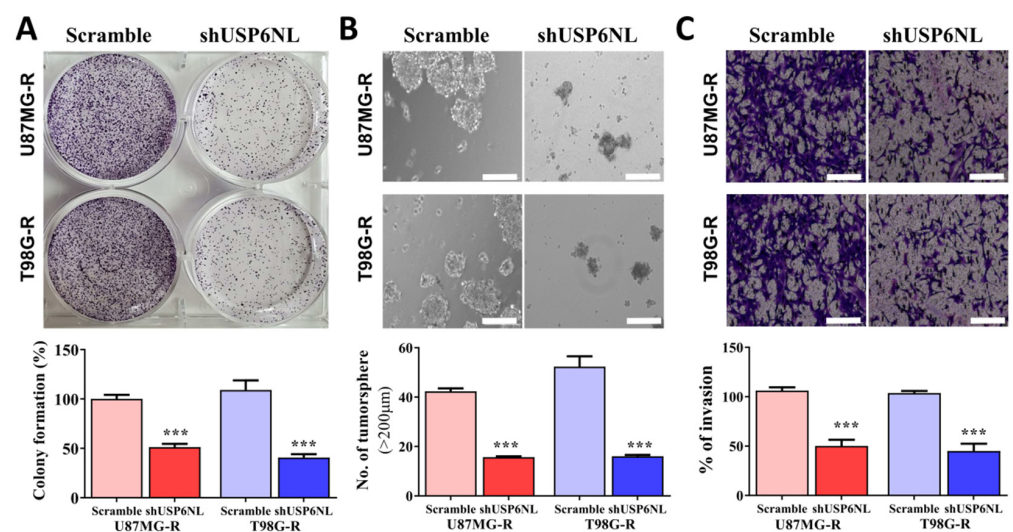 A
Scramble
shUSP6NL
U87MG-R
T98G-R
150
100
50
0
Colony formation (%)
***
***
Scramble shUSP6NL
Scramble shUSP6NL
U87MG-R
T98G-R
B
Scramble
shUSP6NL
U87MG-R
T98G-R
60
40
20
0
No. of tumorsphere
(>200μm)
***
***
Scramble shUSP6NL
Scramble shUSP6NL
U87MG-R
T98G-R
C
Scramble
shUSP6NL
U87MG-R
T98G-R
150
100
50
0
% of invasion
***
***
Scramble shUSP6NL
Scramble shUSP6NL
U87MG-R
T98G-R